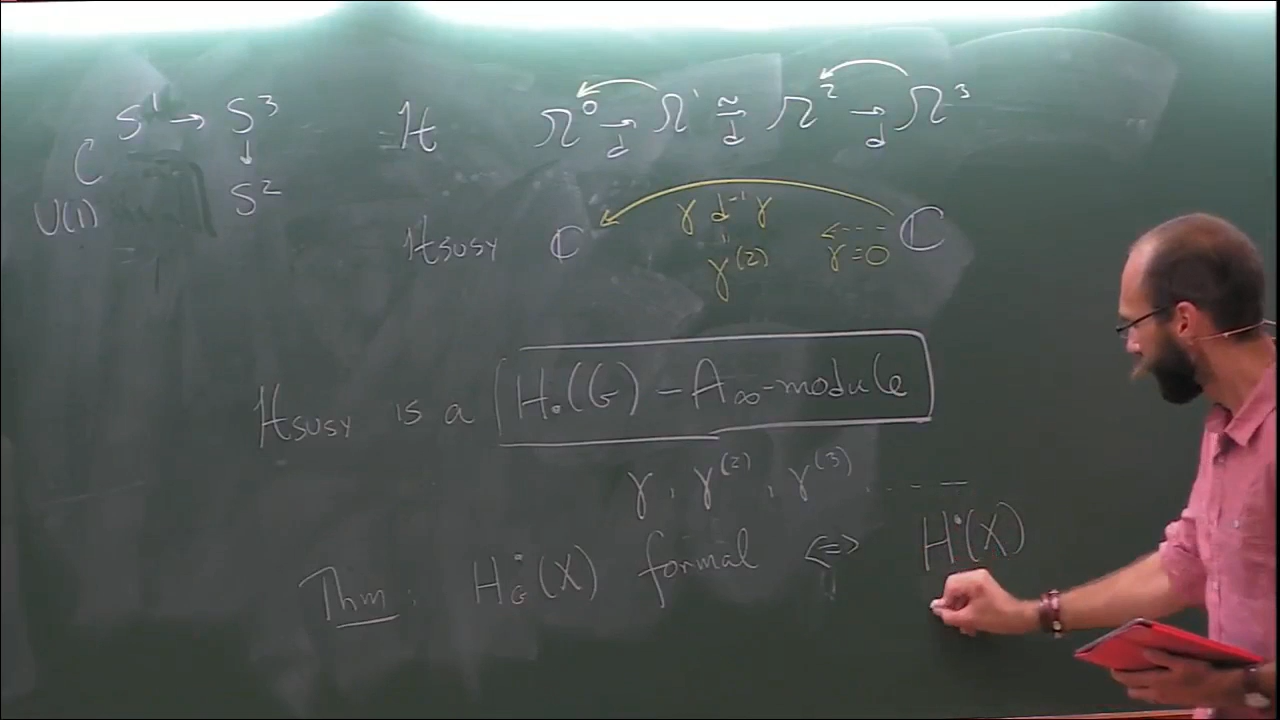 S¹ → S³
↓
C
U(1)
S²
H Ω⁰ →d Ω¹ ≃→d Ω² →d Ω³
H_SUSY ℂ γ d⁻¹ γ ⇠ ℂ
" γ=0
γ⁽²⁾
H_SUSY is a H.(G) – A∞-module
γ, γ⁽²⁾, γ⁽³⁾, . . . –
Thm: H_G^•(X) formal ⇔ H^•(X)